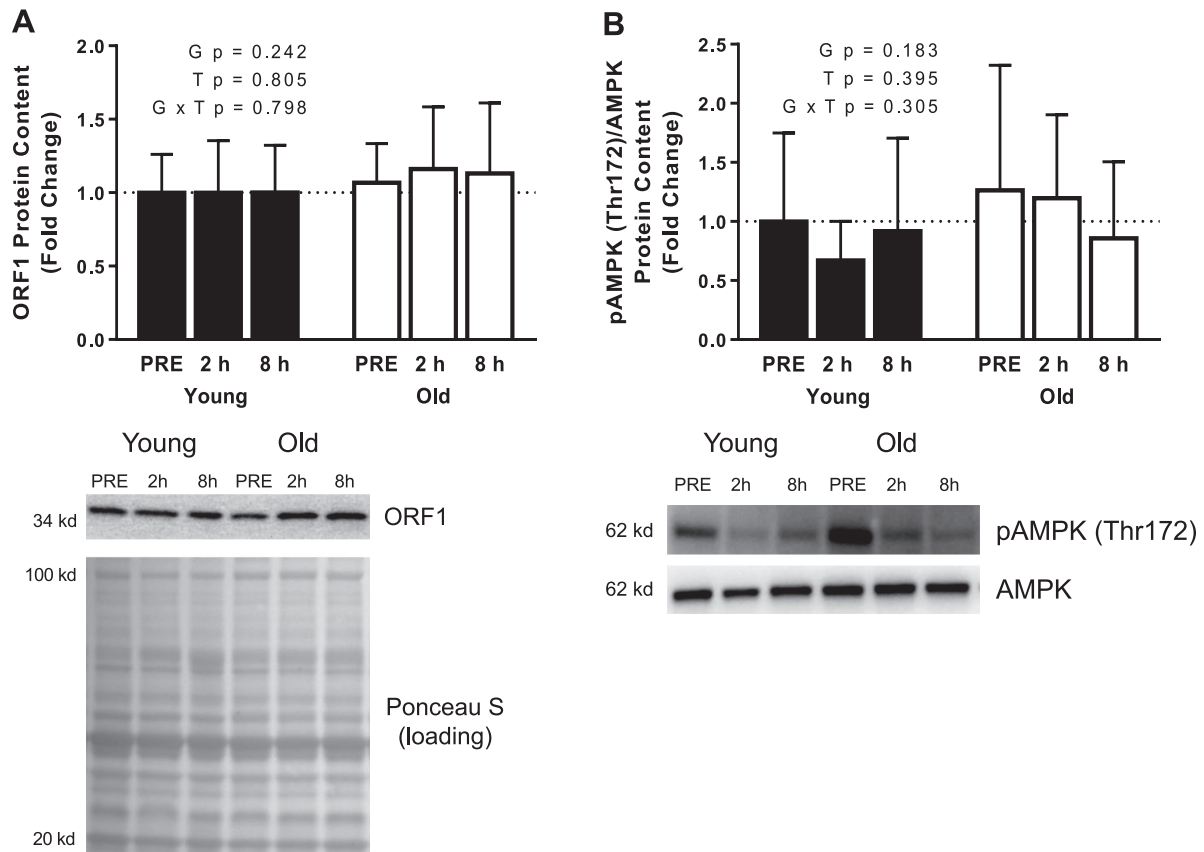 A
ORF1 Protein Content
(Fold Change)
G p = 0.242
T p = 0.805
G x T p = 0.798
2.0
1.5
1.0
0.5
0.0
PRE 2 h 8 h PRE 2 h 8 h
Young Old
Young Old
PRE 2h 8h PRE 2h 8h
34 kd ORF1
100 kd
Ponceau S
(loading)
20 kd
B
pAMPK (Thr172)/AMPK
Protein Content
(Fold Change)
G p = 0.183
T p = 0.395
G x T p = 0.305
2.5
2.0
1.5
1.0
0.5
0.0
PRE 2 h 8 h PRE 2 h 8 h
Young Old
Young Old
PRE 2h 8h PRE 2h 8h
62 kd pAMPK (Thr172)
62 kd AMPK